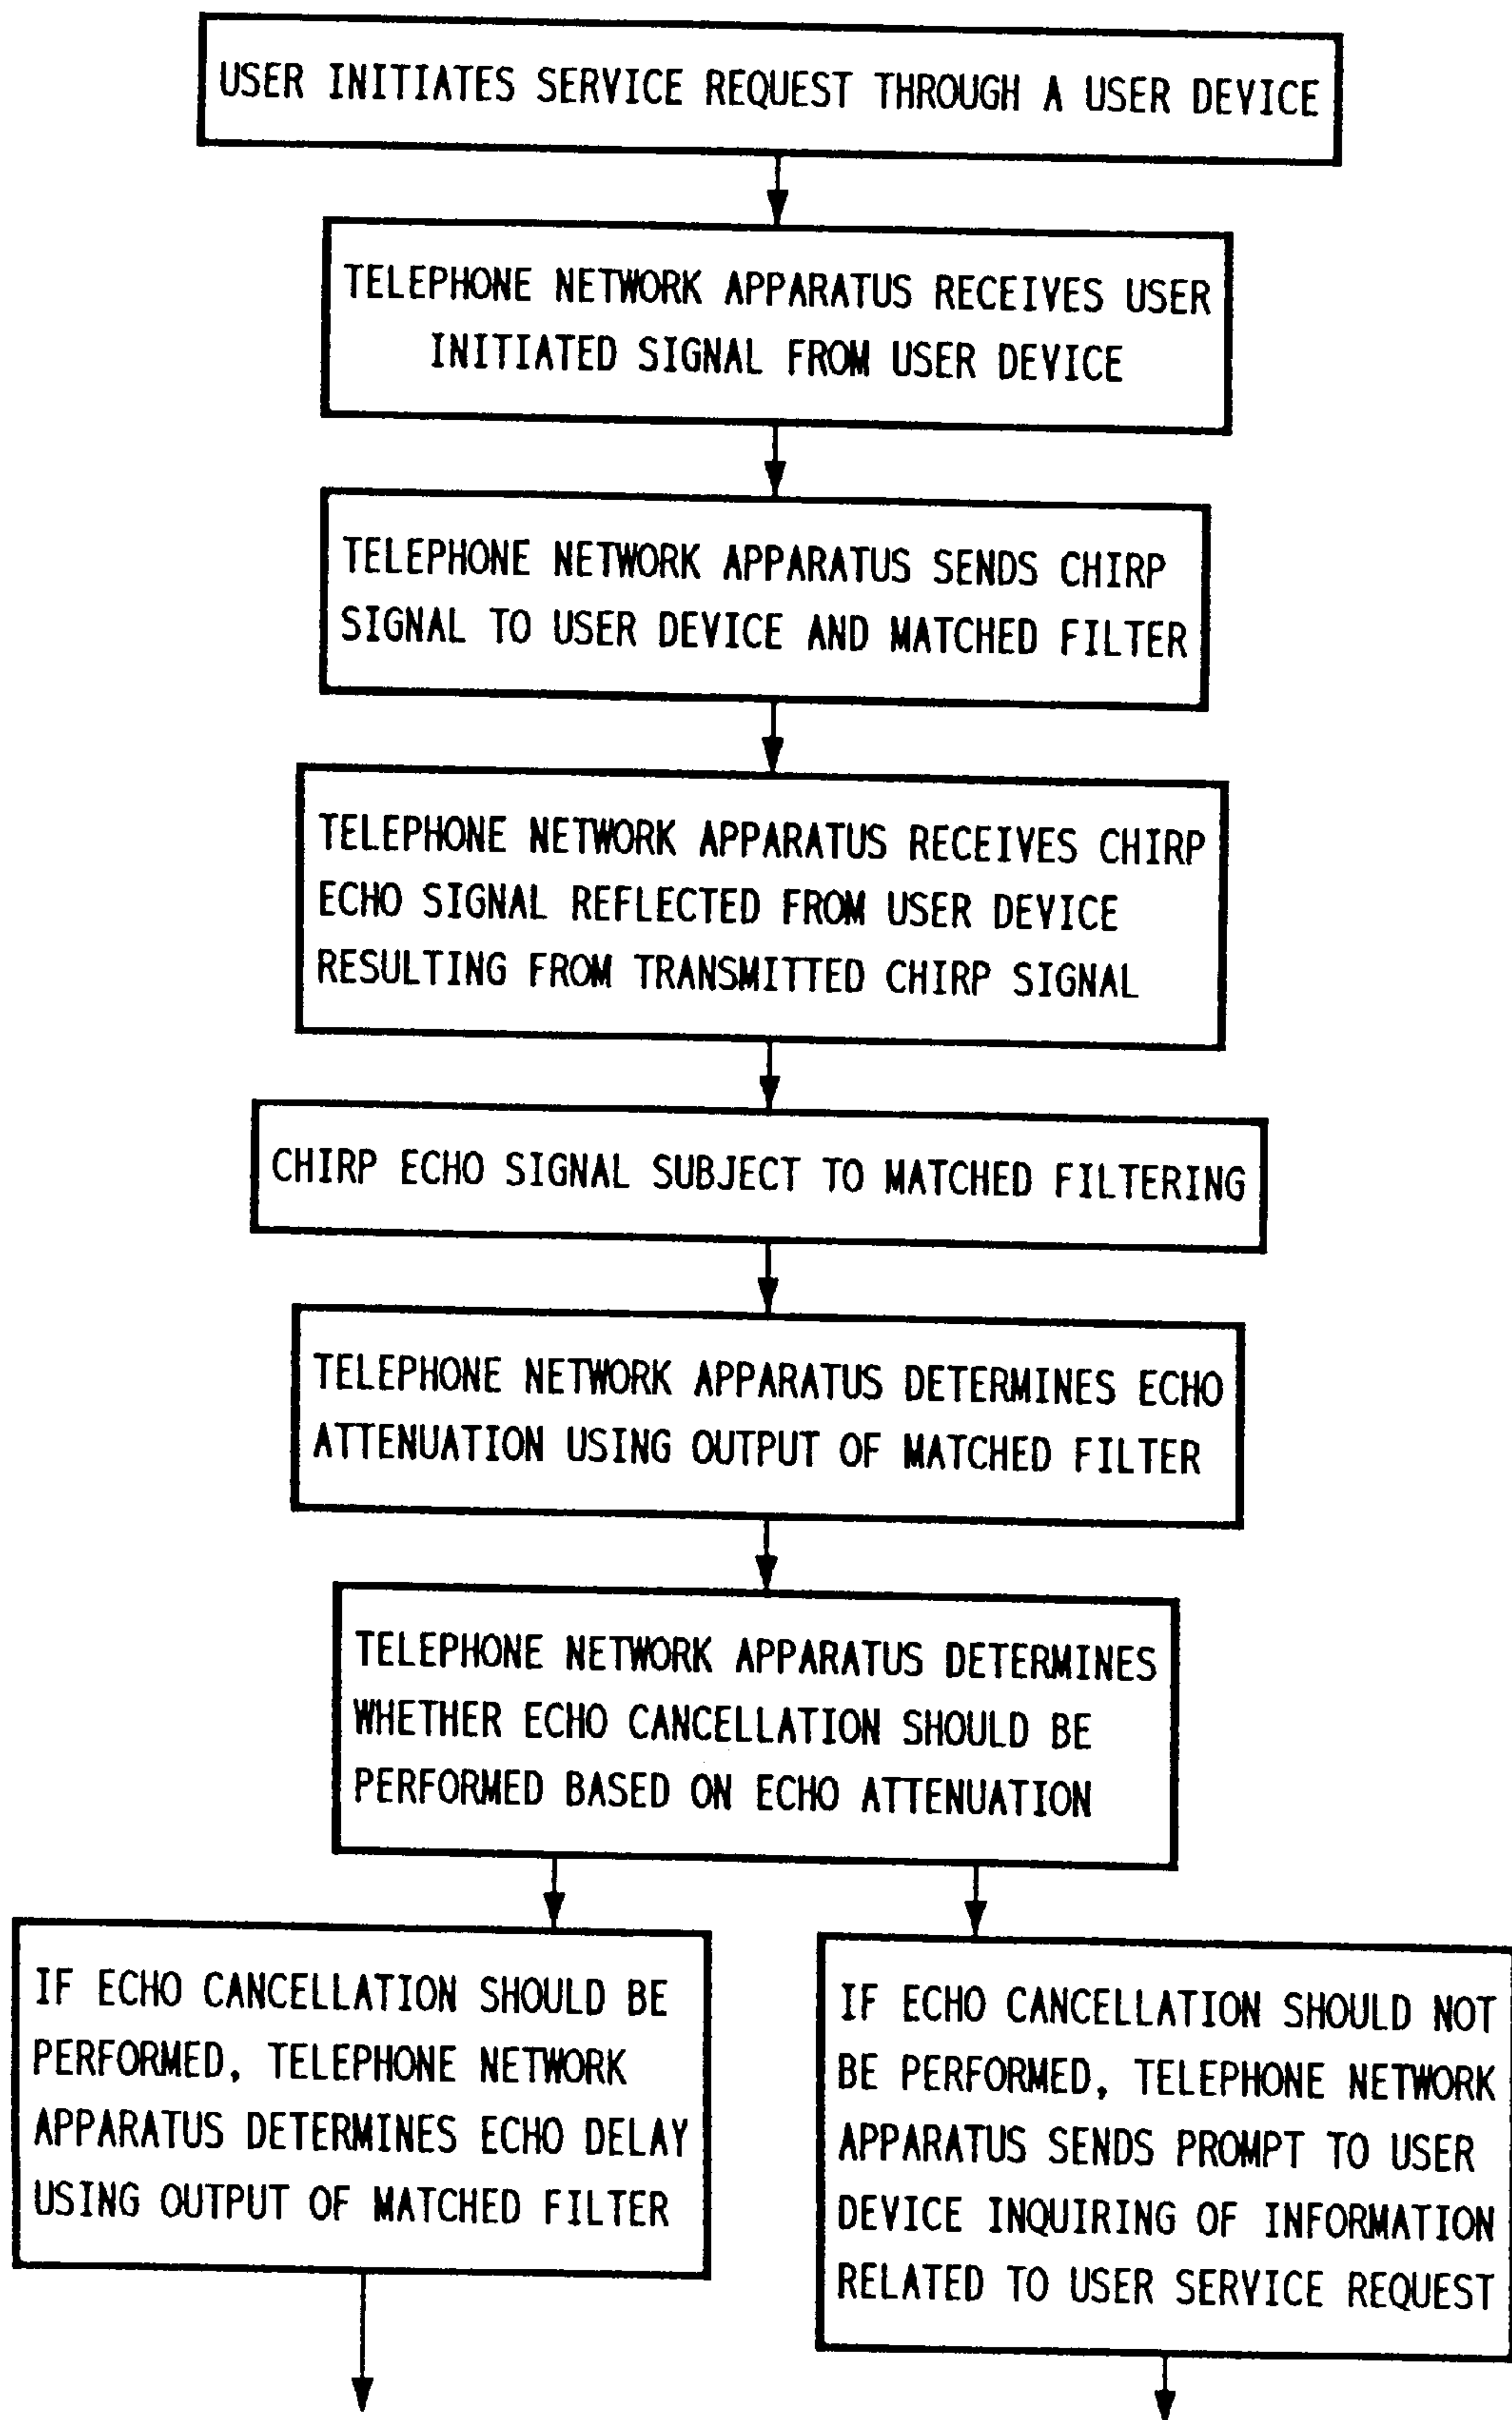 USER INITIATES SERVICE REQUEST THROUGH A USER DEVICE
TELEPHONE NETWORK APPARATUS RECEIVES USER
INITIATED SIGNAL FROM USER DEVICE
TELEPHONE NETWORK APPARATUS SENDS CHIRP
SIGNAL TO USER DEVICE AND MATCHED FILTER
TELEPHONE NETWORK APPARATUS RECEIVES CHIRP
ECHO SIGNAL REFLECTED FROM USER DEVICE
RESULTING FROM TRANSMITTED CHIRP SIGNAL
CHIRP ECHO SIGNAL SUBJECT TO MATCHED FILTERING
TELEPHONE NETWORK APPARATUS DETERMINES ECHO
ATTENUATION USING OUTPUT OF MATCHED FILTER
TELEPHONE NETWORK APPARATUS DETERMINES
WHETHER ECHO CANCELLATION SHOULD BE
PERFORMED BASED ON ECHO ATTENUATION
IF ECHO CANCELLATION SHOULD BE
PERFORMED, TELEPHONE NETWORK
APPARATUS DETERMINES ECHO DELAY
USING OUTPUT OF MATCHED FILTER
IF ECHO CANCELLATION SHOULD NOT
BE PERFORMED, TELEPHONE NETWORK
APPARATUS SENDS PROMPT TO USER
DEVICE INQUIRING OF INFORMATION
RELATED TO USER SERVICE REQUEST